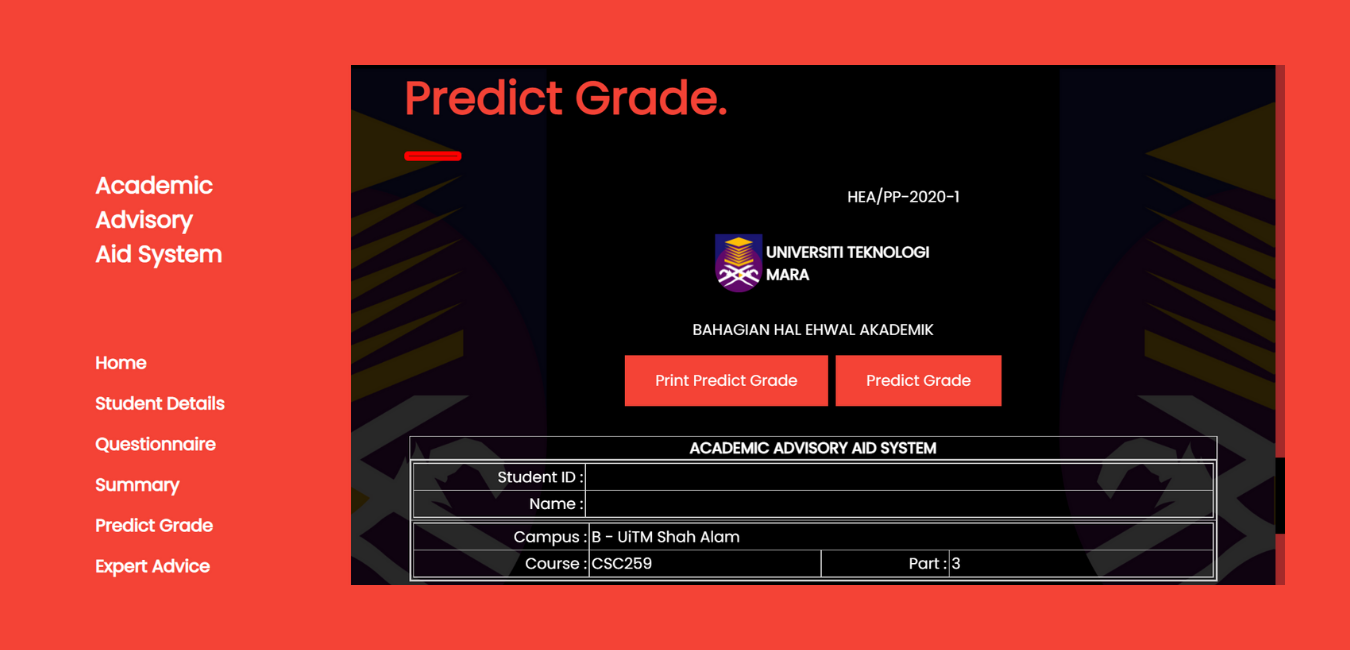 Academic
Advisory
Aid System
Home
Student Details
Questionnaire
Summary
Predict Grade
Expert Advice
Predict Grade.
HEA/PP-2020-1
UNIVERSITI TEKNOLOGI
MARA
BAHAGIAN HAL EHWAL AKADEMIK
Print Predict Grade
Predict Grade
ACADEMIC ADVISORY AID SYSTEM
Student ID :
Name :
Campus : B - UiTM Shah Alam
Course : CSC259 Part : 3